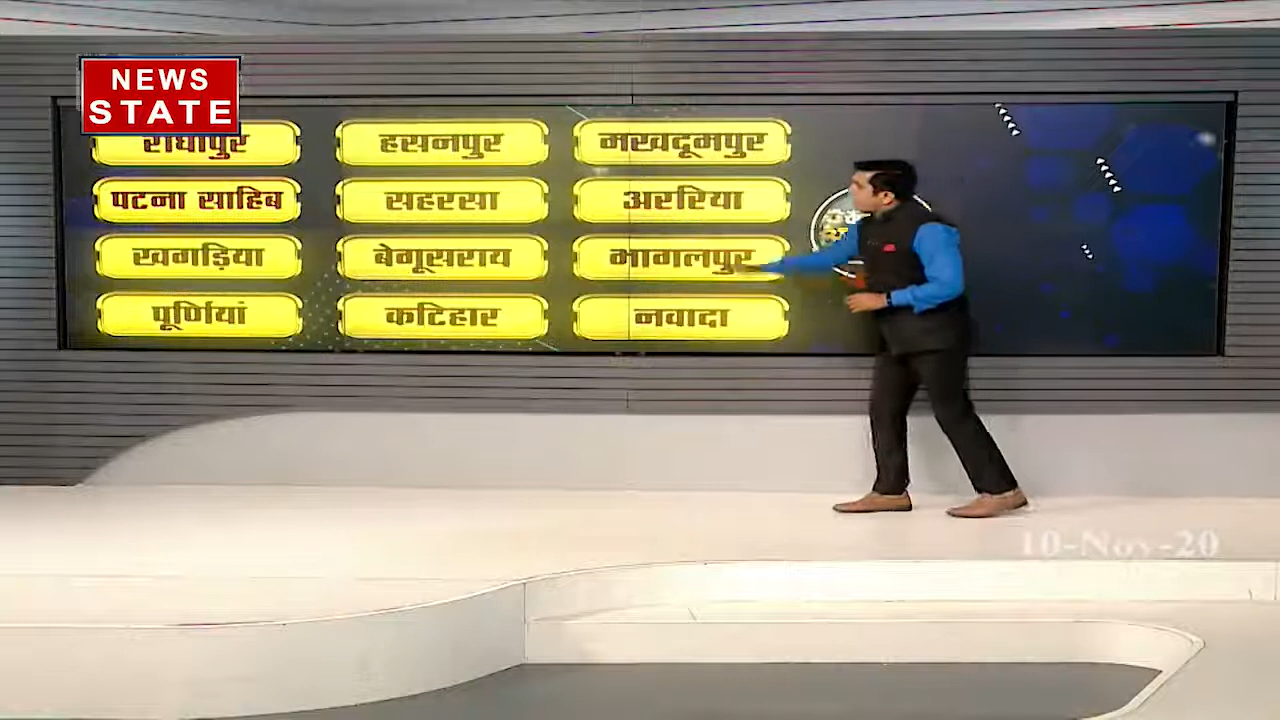 NEWS
STATE
राघोपुर हसनपुर मखदूमपुर
पटना साहिब सहरसा अररिया
खगड़िया बेगूसराय भागलपुर
पूर्णियां कटिहार नवादा
10-Nov-20